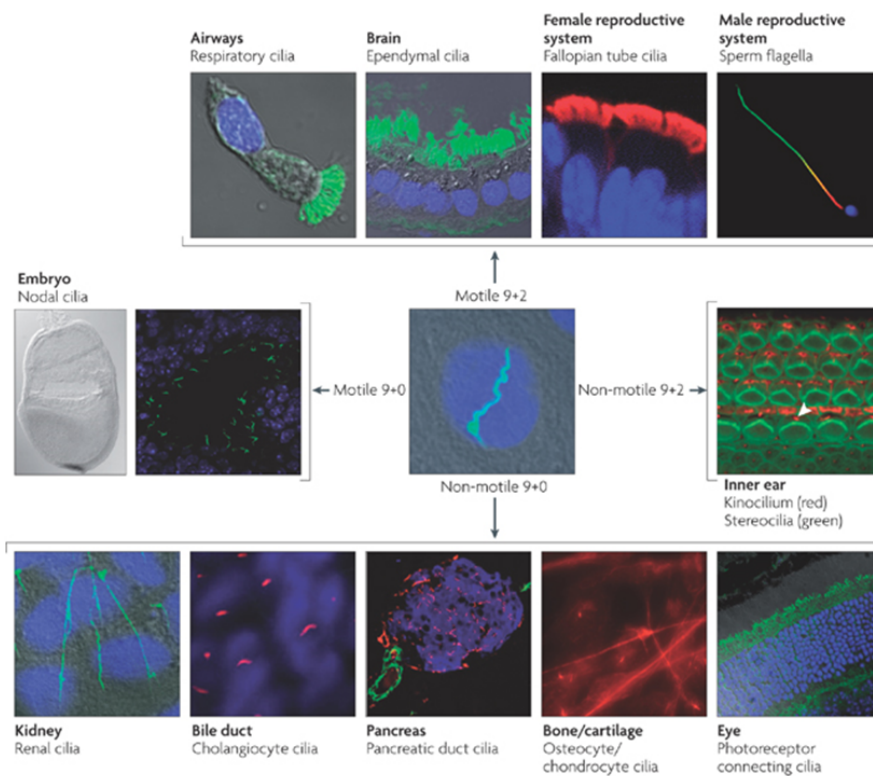 Airways
Respiratory cilia
Brain
Ependymal cilia
Female reproductive
system
Fallopian tube cilia
Male reproductive
system
Sperm flagella
Motile 9+2
Embryo
Nodal cilia
Motile 9+0
Non-motile 9+2
Inner ear
Kinocilium (red)
Stereocilia (green)
Non-motile 9+0
Kidney
Renal cilia
Bile duct
Cholangiocyte cilia
Pancreas
Pancreatic duct cilia
Bone/cartilage
Osteocyte/
chondrocyte cilia
Eye
Photoreceptor
connecting cilia